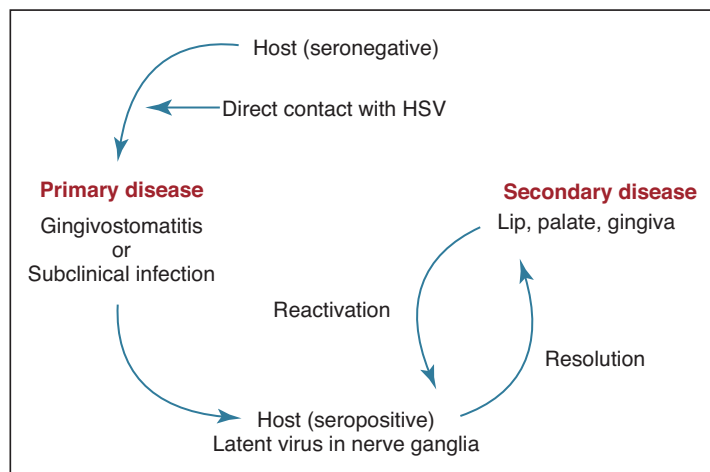 Host (seronegative)
Direct contact with HSV
Primary disease
Gingivostomatitis
or
Subclinical infection
Secondary disease
Lip, palate, gingiva
Reactivation
Resolution
Host (seropositive)
Latent virus in nerve ganglia